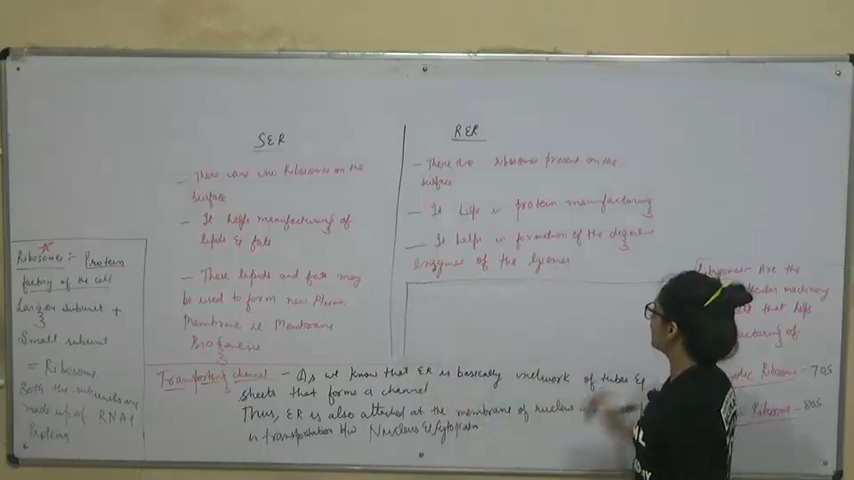 SER
- There are no Ribosomes on the
surface
- It helps manufacturing of
lipids & fats
- These lipids and fats may
be used to form new Plasma
Membrane ie Membrane
BioGenesis
RER
- There are ribosomes present on the
surface
- It helps in protein manufacturing
- It helps in formation of the digestive
enzymes of the lysomes
Ribosomes :- Protein
factory of the cell
Larger subunit +
Small subunit
= Ribosome
Both the subunits are
made up of RNA +
Proteins
Transporting channel - As we know that ER is basically network of tubes &
sheets that forms a channel
Thus, ER is also attached at the membrane of nucleus
in transportation b/w Nucleus & Cytoplasm
Are the
machinery
that helps
of
Ribosome - 70S
Ribosome - 80S